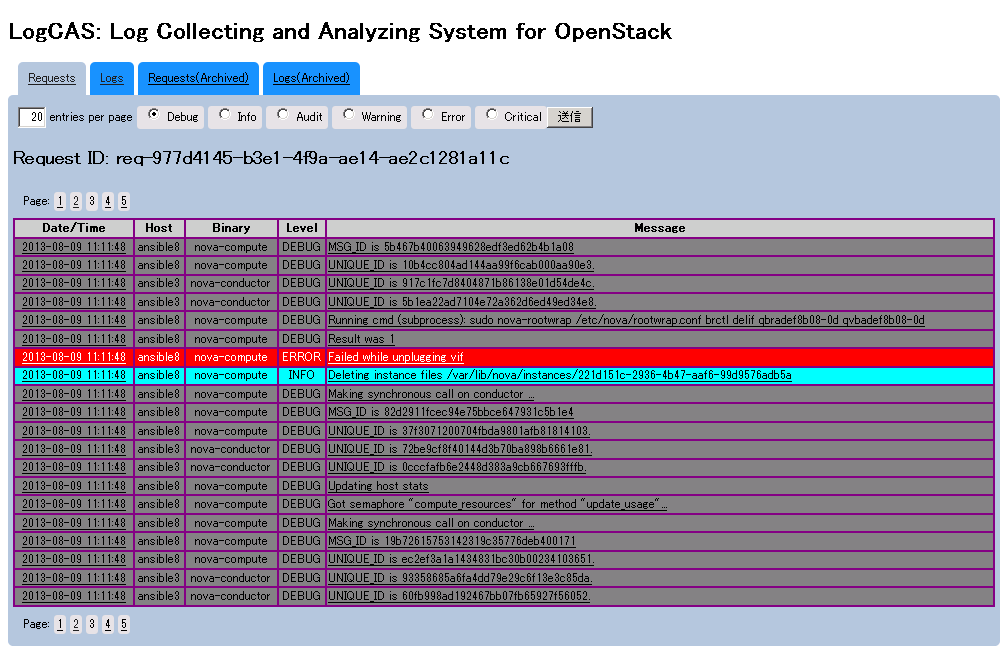 LogCAS: Log Collecting and Analyzing System for OpenStack
Requests Logs Requests(Archived) Logs(Archived)
20 entries per page Debug Info Audit Warning Error Critical 送信
Request ID: req-977d4145-b3e1-4f9a-ae14-ae2c1281a11c
Page: 1 2 3 4 5
Date/Time Host Binary Level Message
2013-08-09 11:11:48 ansible8 nova-compute DEBUG MSG_ID is 5b467b40063949628edf3ed62b4b1a08
2013-08-09 11:11:48 ansible8 nova-compute DEBUG UNIQUE_ID is 10b4cc804ad144aa99f6cab000aa90e3.
2013-08-09 11:11:48 ansible3 nova-conductor DEBUG UNIQUE_ID is 917c1fc7d8404871b86138e01d54de4c.
2013-08-09 11:11:48 ansible3 nova-conductor DEBUG UNIQUE_ID is 5b1ea22ad7104e72a362d6ed49ed34e8.
2013-08-09 11:11:48 ansible8 nova-compute DEBUG Running cmd (subprocess): sudo nova-rootwrap /etc/nova/rootwrap.conf brctl delif qbradef8b08-0d qvbadef8b08-0d
2013-08-09 11:11:48 ansible8 nova-compute DEBUG Result was 1
2013-08-09 11:11:48 ansible8 nova-compute ERROR Failed while unplugging vif
2013-08-09 11:11:48 ansible8 nova-compute INFO Deleting instance files /var/lib/nova/instances/221d151c-2936-4b47-aaf6-99d9576adb5a
2013-08-09 11:11:48 ansible8 nova-compute DEBUG Making synchronous call on conductor ...
2013-08-09 11:11:48 ansible8 nova-compute DEBUG MSG_ID is 82d2911fcec94e75bbce647931c5b1e4
2013-08-09 11:11:48 ansible8 nova-compute DEBUG UNIQUE_ID is 37f3071200704fbda9801afb81814103.
2013-08-09 11:11:48 ansible3 nova-conductor DEBUG UNIQUE_ID is 72be9cf8f40144d3b70ba898b6661e81.
2013-08-09 11:11:48 ansible3 nova-conductor DEBUG UNIQUE_ID is 0cccfafb6e2448d383a9cb667693fffb.
2013-08-09 11:11:48 ansible8 nova-compute DEBUG Updating host stats
2013-08-09 11:11:48 ansible8 nova-compute DEBUG Got semaphore "compute_resources" for method "update_usage"...
2013-08-09 11:11:48 ansible8 nova-compute DEBUG Making synchronous call on conductor ...
2013-08-09 11:11:48 ansible8 nova-compute DEBUG MSG_ID is 19b72615753142319c35776deb400171
2013-08-09 11:11:48 ansible8 nova-compute DEBUG UNIQUE_ID is ec2ef3a1a1434831bc30b00234103651.
2013-08-09 11:11:48 ansible3 nova-conductor DEBUG UNIQUE_ID is 93358685a6fa4dd79e29c6f13e3c85da.
2013-08-09 11:11:48 ansible3 nova-conductor DEBUG UNIQUE_ID is 60fb998ad192467bb07fb65927f56052.
Page: 1 2 3 4 5